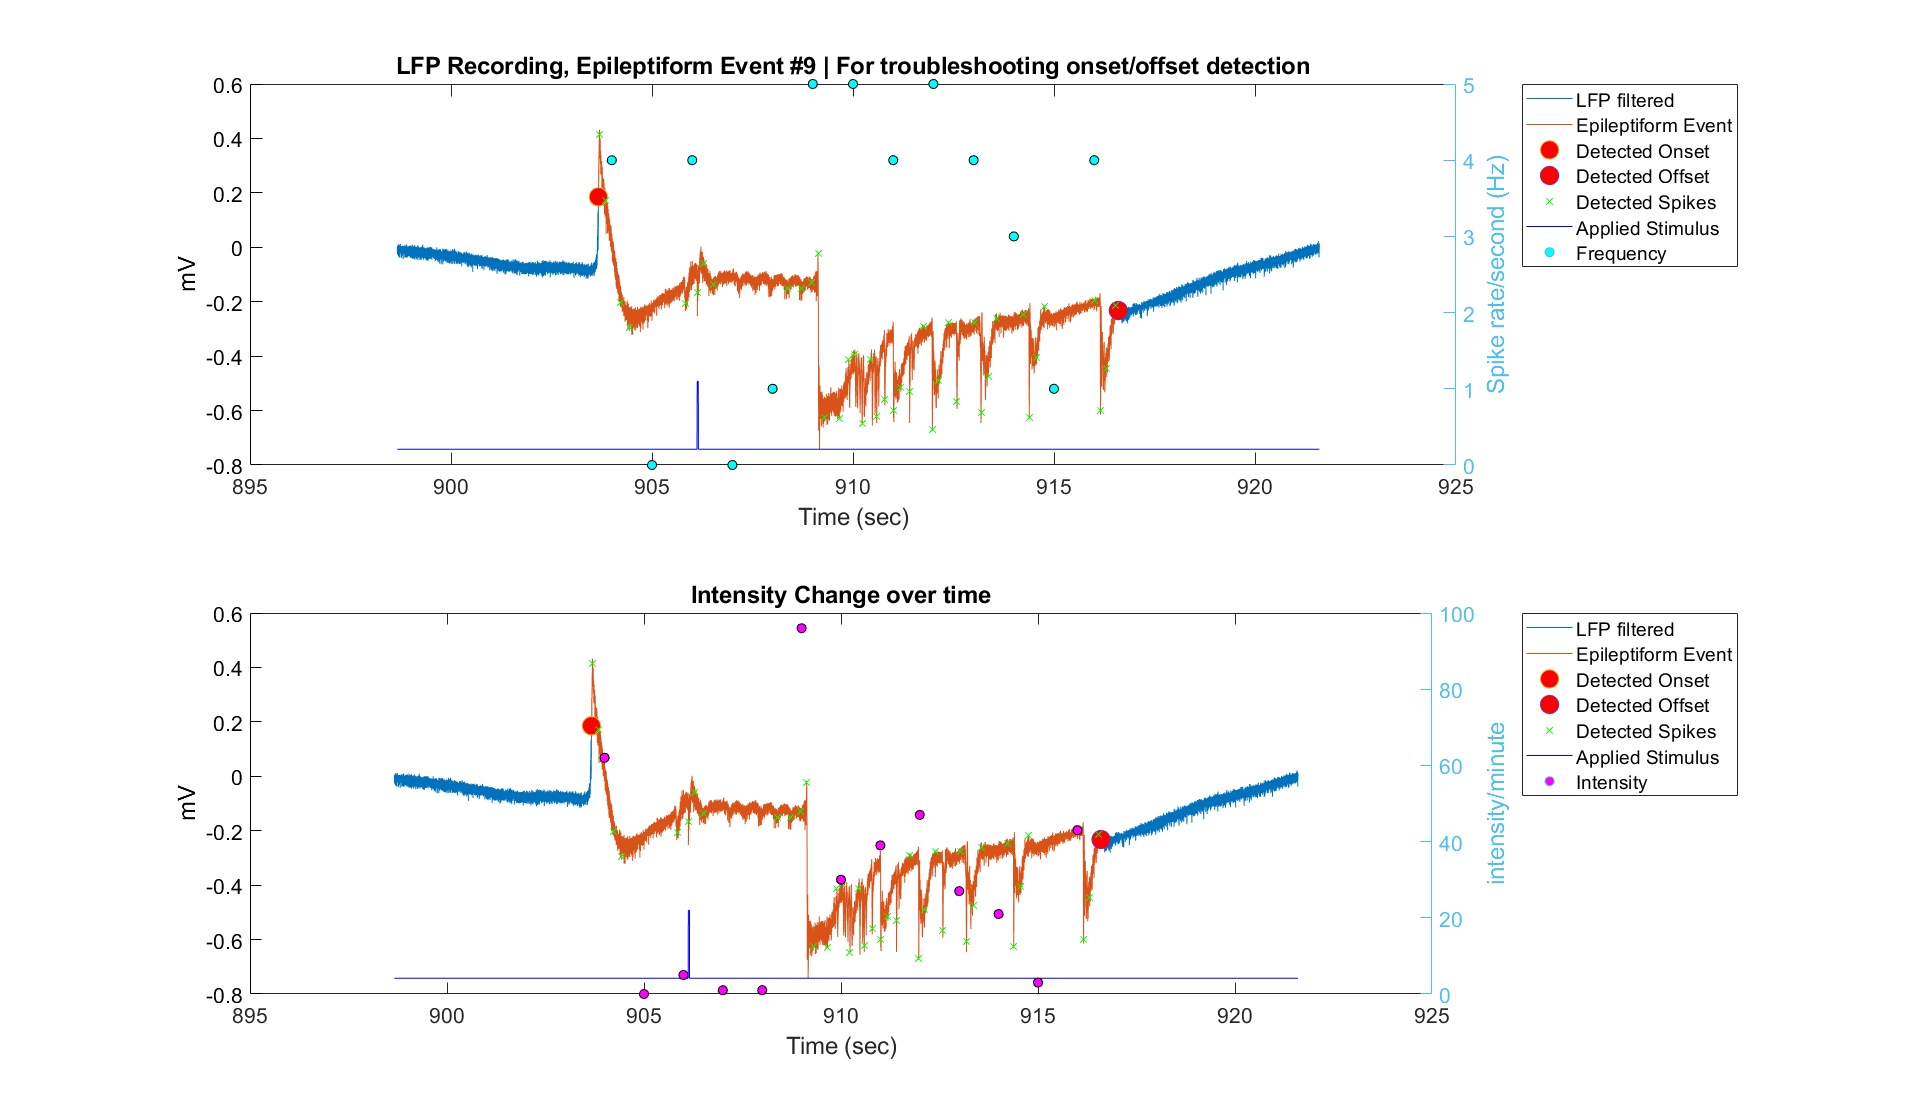 LFP Recording, Epileptiform Event #9 | For troubleshooting onset/offset detection
0.6
0.4
0.2
0
-0.2
-0.4
-0.6
-0.8
mV
895
900
905
910
915
920
925
Time (sec)
5
4
3
2
1
0
Spike rate/second (Hz)
LFP filtered
Epileptiform Event
Detected Onset
Detected Offset
Detected Spikes
Applied Stimulus
Frequency
Intensity Change over time
0.6
0.4
0.2
0
-0.2
-0.4
-0.6
-0.8
mV
895
900
905
910
915
920
925
Time (sec)
100
80
60
40
20
0
intensity/minute
LFP filtered
Epileptiform Event
Detected Onset
Detected Offset
Detected Spikes
Applied Stimulus
Intensity